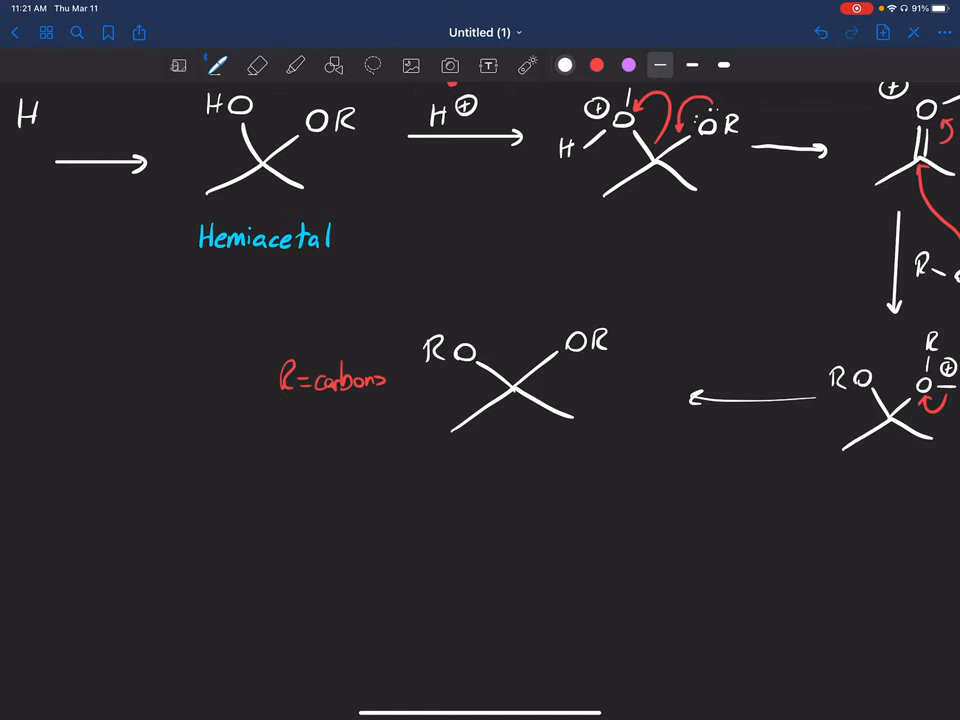 11:21 AM Thu Mar 11
91%
Untitled (1)
H
HO
OR
H ⊕
⊕
H
O
OR
⊕
O
Hemiacetal
R-
R=carbons
RO
OR
R
RO
O
⊕